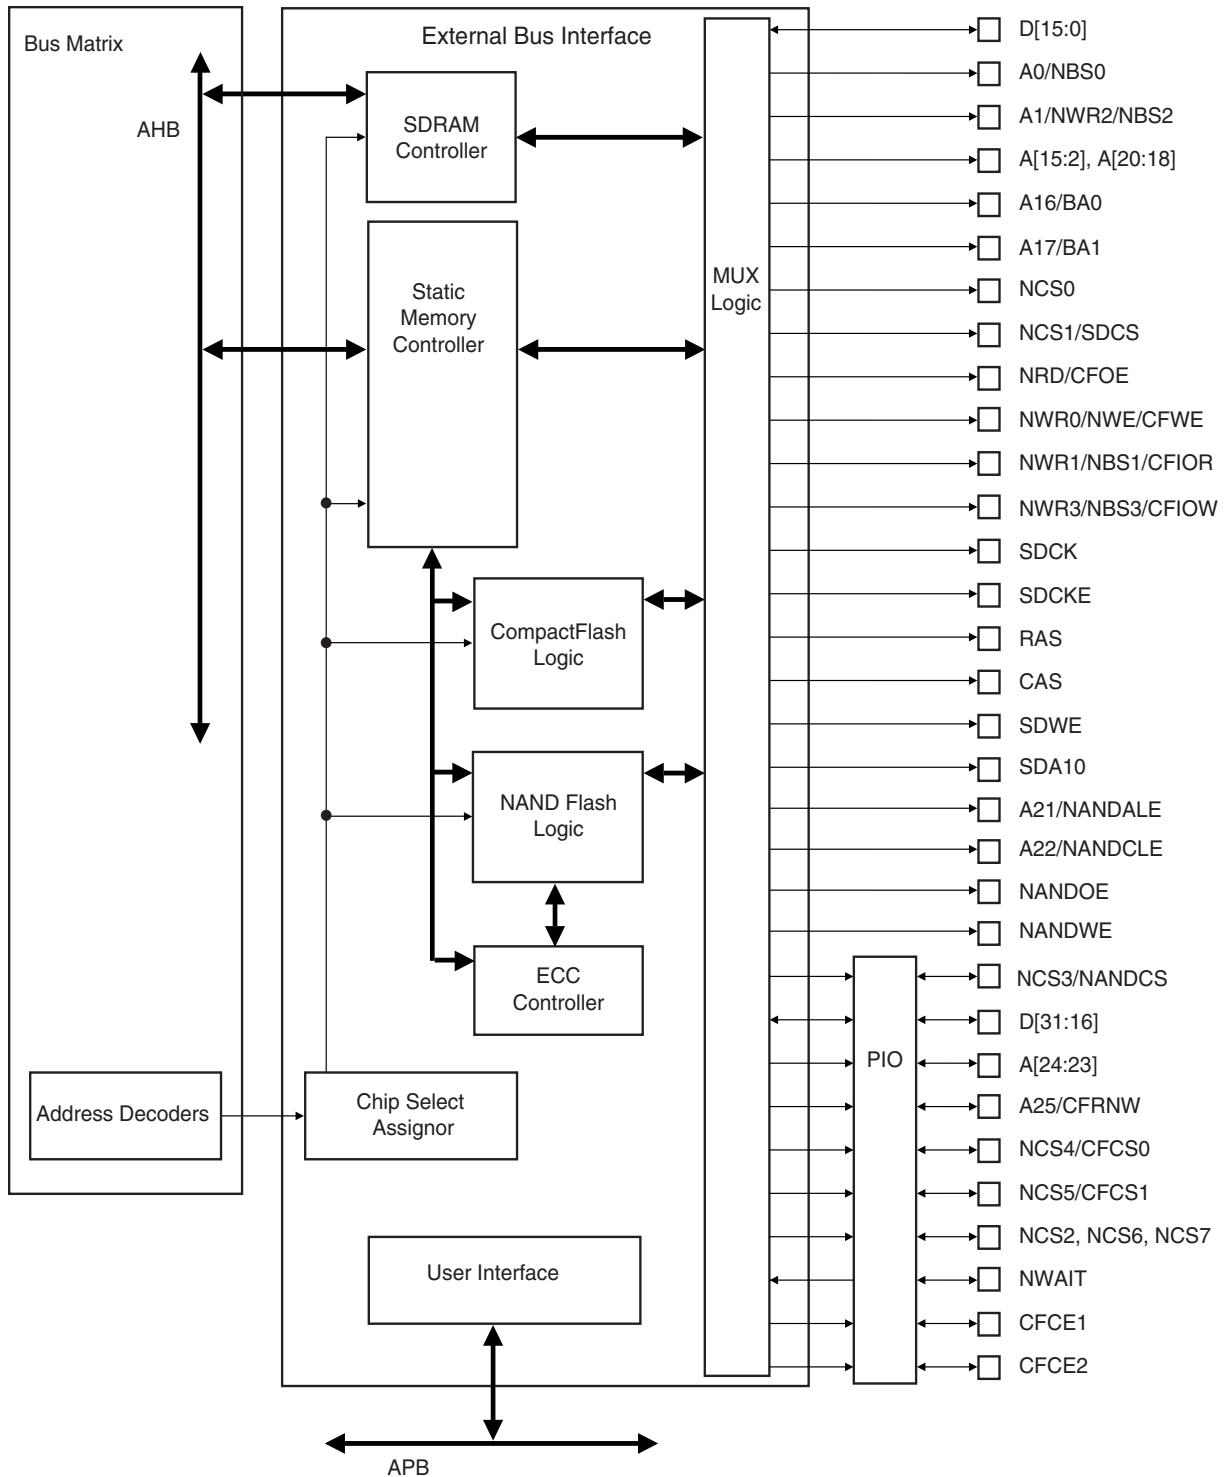 Bus Matrix
AHB
Address Decoders
External Bus Interface
SDRAM
Controller
Static
Memory
Controller
CompactFlash
Logic
NAND Flash
Logic
ECC
Controller
Chip Select
Assignor
User Interface
APB
MUX
Logic
PIO
D[15:0]
A0/NBS0
A1/NWR2/NBS2
A[15:2], A[20:18]
A16/BA0
A17/BA1
NCS0
NCS1/SDCS
NRD/CFOE
NWR0/NWE/CFWE
NWR1/NBS1/CFIOR
NWR3/NBS3/CFIOW
SDCK
SDCKE
RAS
CAS
SDWE
SDA10
A21/NANDALE
A22/NANDCLE
NANDOE
NANDWE
NCS3/NANDCS
D[31:16]
A[24:23]
A25/CFRNW
NCS4/CFCS0
NCS5/CFCS1
NCS2, NCS6, NCS7
NWAIT
CFCE1
CFCE2